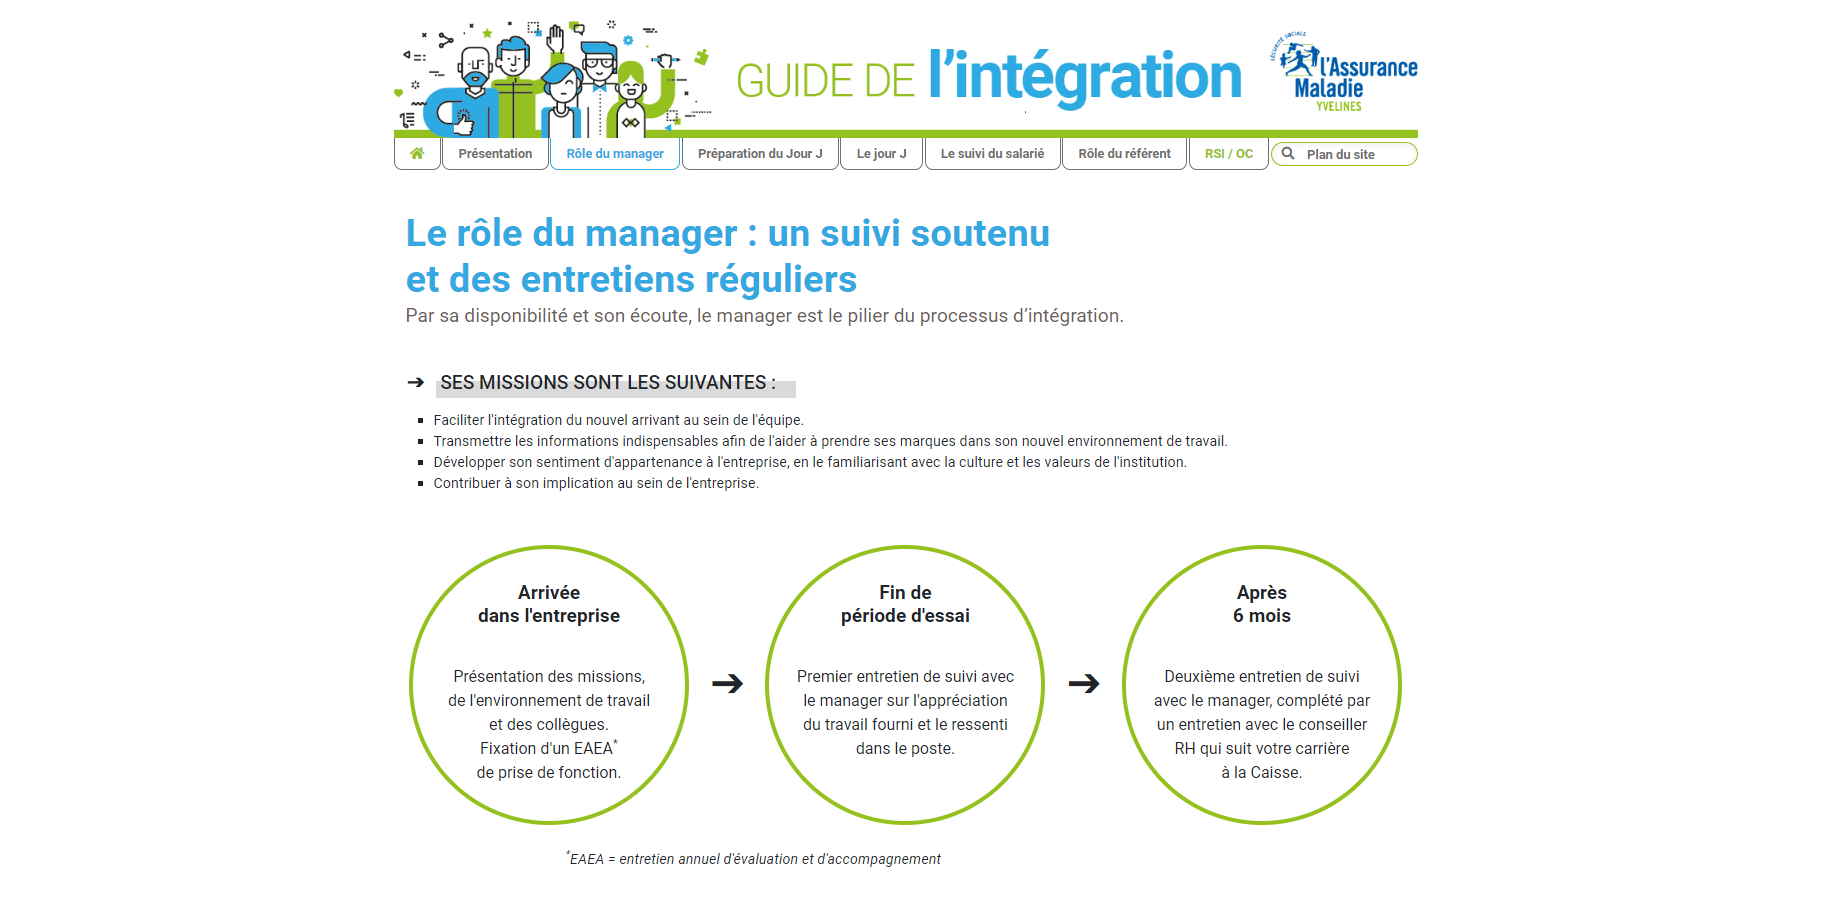 GUIDE DE l’intégration
SÉCURITÉ SOCIALE
l’Assurance
Maladie
YVELINES
Présentation
Rôle du manager
Préparation du Jour J
Le jour J
Le suivi du salarié
Rôle du référent
RSI / OC
Plan du site
Le rôle du manager : un suivi soutenu
et des entretiens réguliers
Par sa disponibilité et son écoute, le manager est le pilier du processus d’intégration.
➔ SES MISSIONS SONT LES SUIVANTES :
▪ Faciliter l'intégration du nouvel arrivant au sein de l'équipe.
▪ Transmettre les informations indispensables afin de l'aider à prendre ses marques dans son nouvel environnement de travail.
▪ Développer son sentiment d'appartenance à l'entreprise, en le familiarisant avec la culture et les valeurs de l'institution.
▪ Contribuer à son implication au sein de l'entreprise.
Arrivée
dans l'entreprise
Présentation des missions,
de l'environnement de travail
et des collègues.
Fixation d'un EAEA*
de prise de fonction.
➔
Fin de
période d'essai
Premier entretien de suivi avec
le manager sur l'appréciation
du travail fourni et le ressenti
dans le poste.
➔
Après
6 mois
Deuxième entretien de suivi
avec le manager, complété par
un entretien avec le conseiller
RH qui suit votre carrière
à la Caisse.
*EAEA = entretien annuel d'évaluation et d'accompagnement